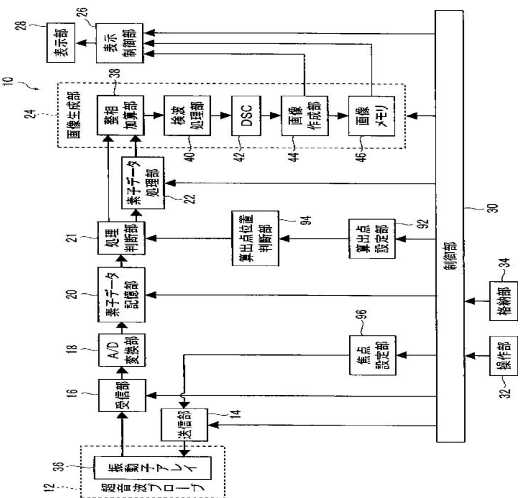 10
12
超音波プローブ
36
振動子アレイ
14
送信部
16
受信部
18
A/D
変換部
20
素子データ
記憶部
21
処理
判断部
22
素子データ
処理部
24
画像生成部
38
整相
加算部
40
検波
処理部
42
DSC
44
画像
作成部
46
画像
メモリ
26
表示
制御部
28
表示部
96
焦点
設定部
94
算出点位置
判断部
92
算出点
設定部
30
制御部
32
操作部
34
格納部